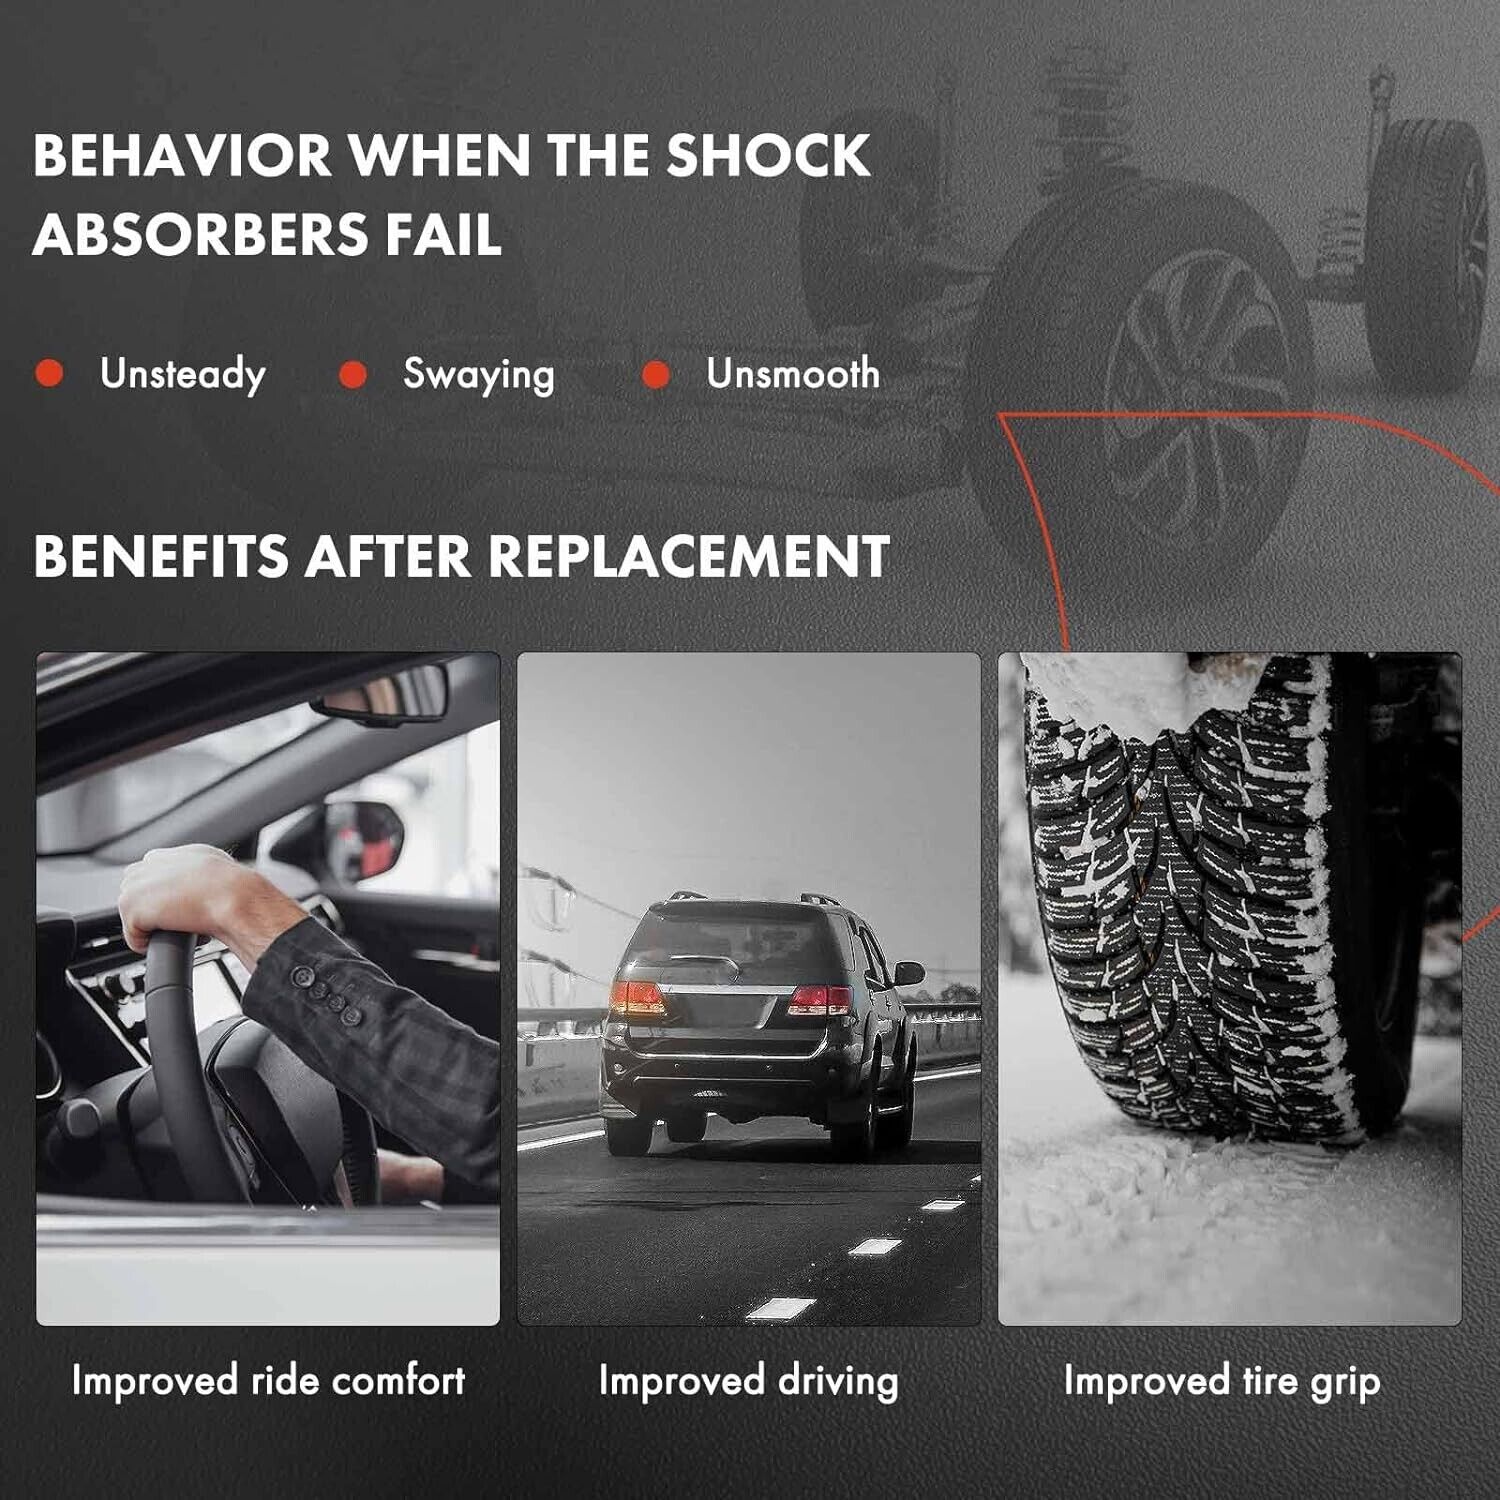 BEHAVIOR WHEN THE SHOCK
ABSORBERS FAIL
Unsteady Swaying Unsmooth
BENEFITS AFTER REPLACEMENT
Improved ride comfort Improved driving Improved tire grip